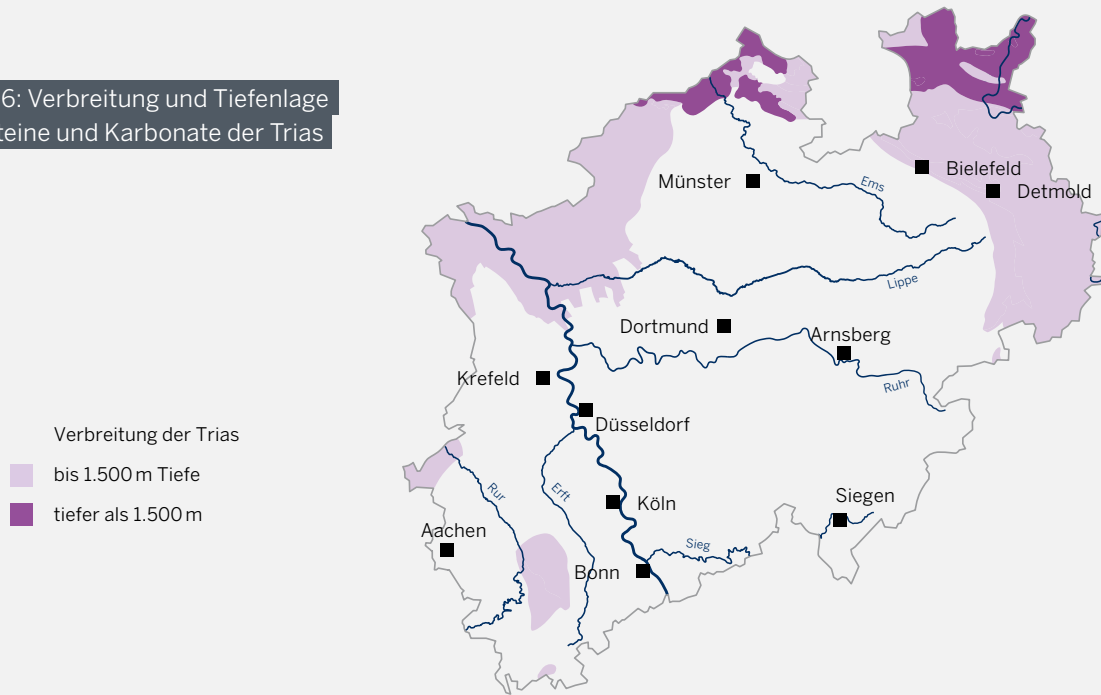 6: Verbreitung und Tiefenlage
teine und Karbonate der Trias
Münster
Ems
Bielefeld
Detmold
Lippe
Dortmund
Arnsberg
Krefeld
Ruhr
Düsseldorf
Verbreitung der Trias
bis 1.500 m Tiefe
tiefer als 1.500 m
Rur
Erft
Köln
Siegen
Aachen
Sieg
Bonn